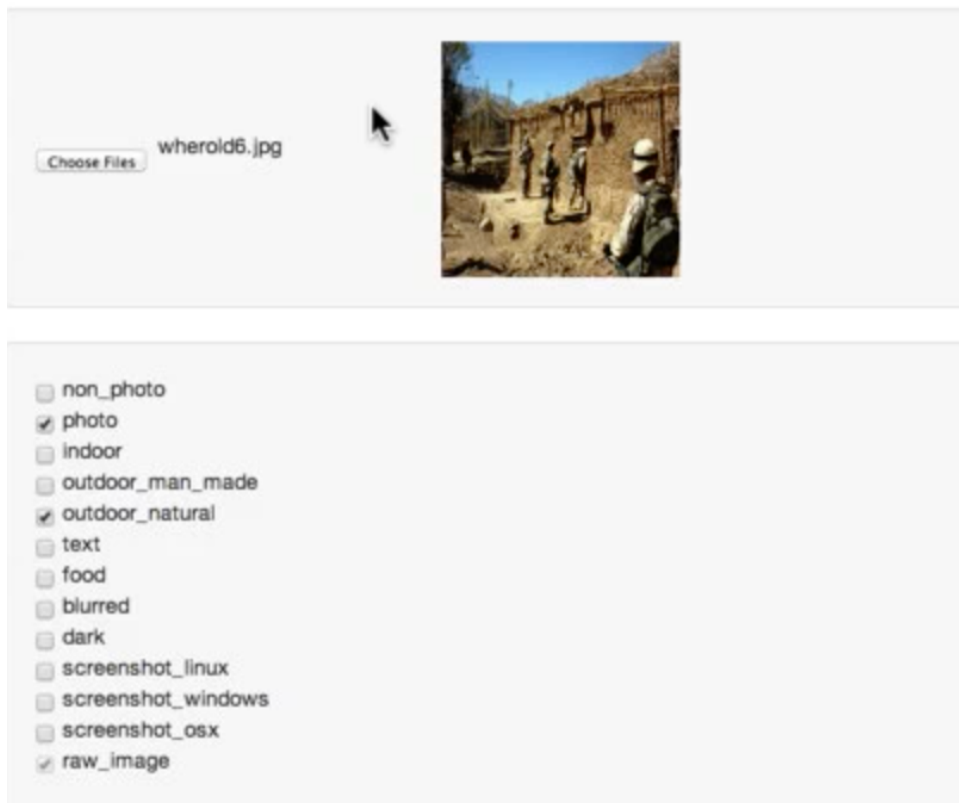 Choose Files wherold6.jpg
non_photo
photo
indoor
outdoor_man_made
outdoor_natural
text
food
blurred
dark
screenshot_linux
screenshot_windows
screenshot_osx
raw_image